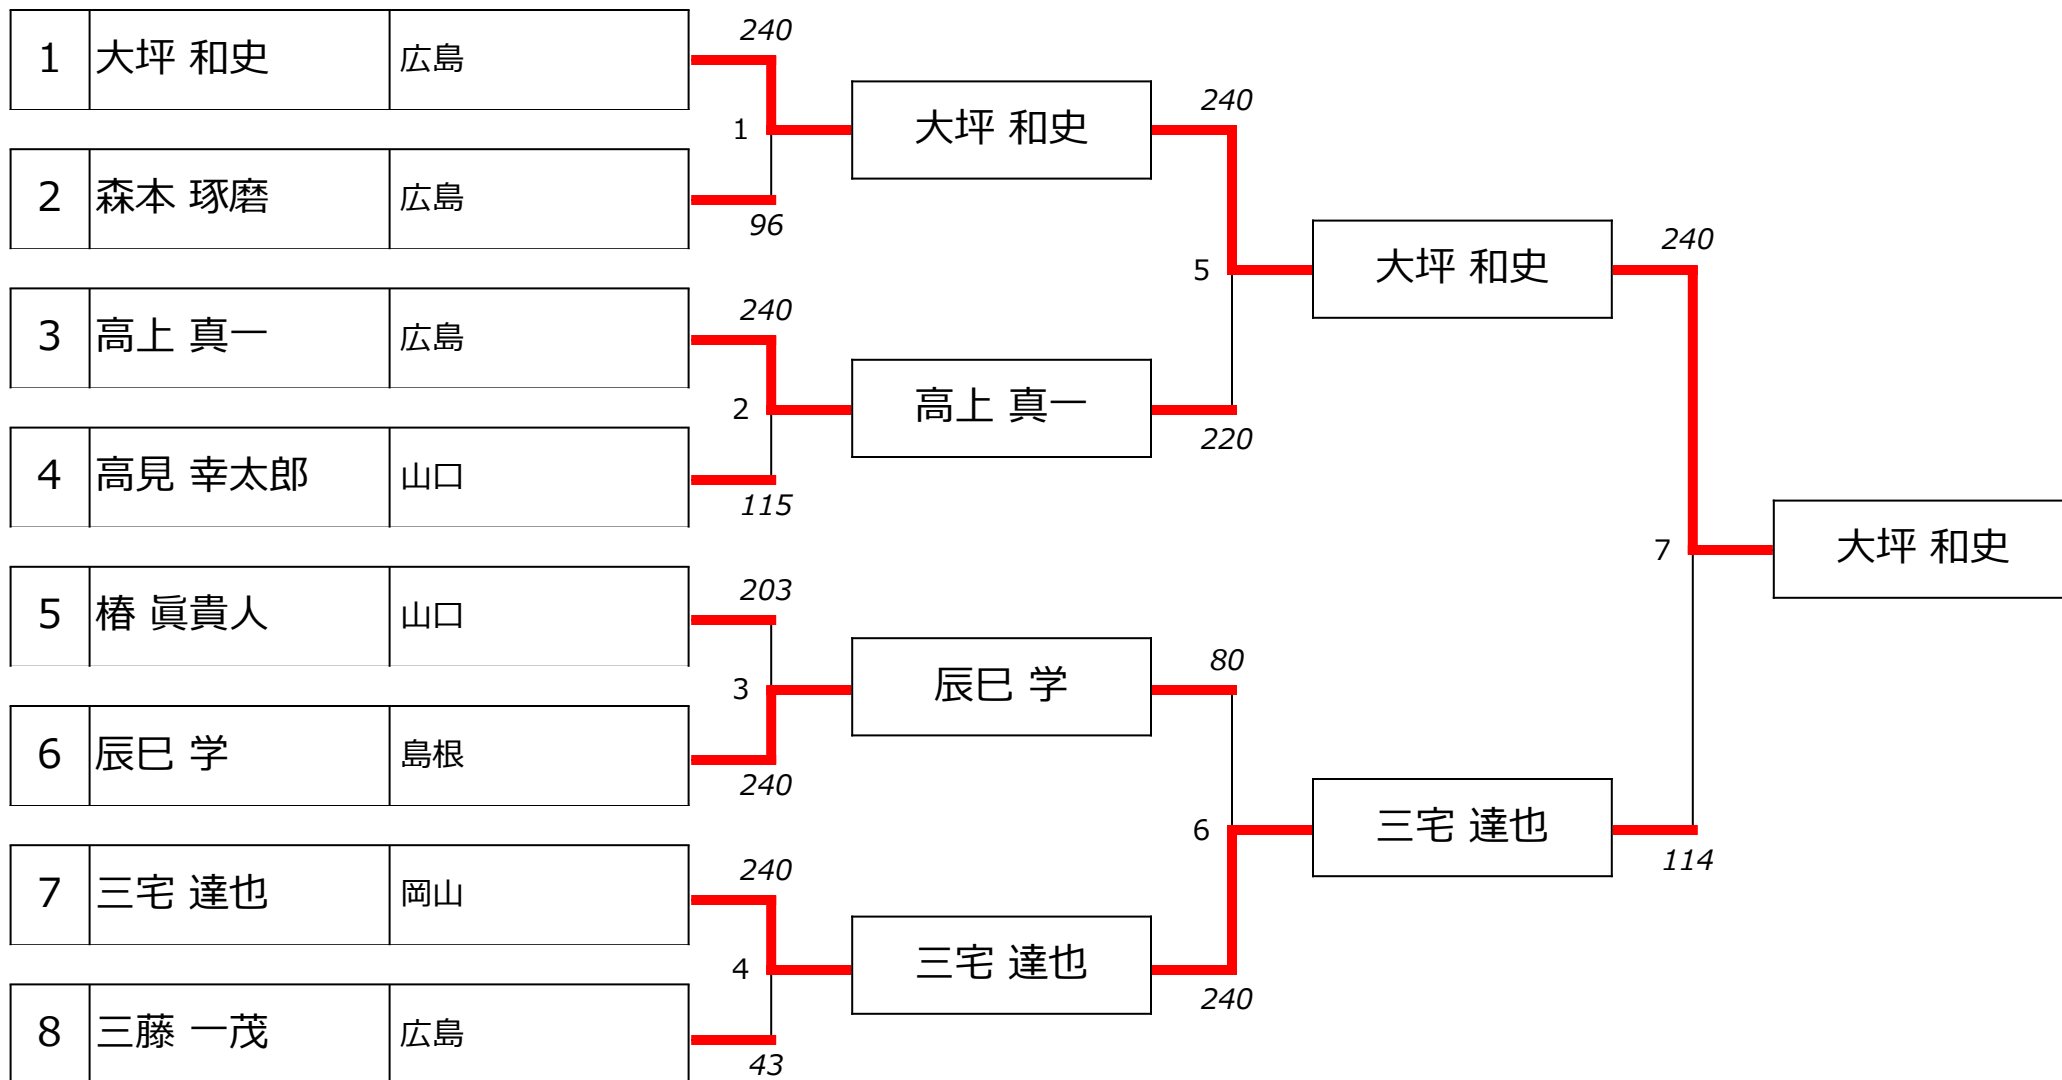 1 大坪 和史 広島
2 森本 琢磨 広島
3 高上 真一 広島
4 高見 幸太郎 山口
5 椿 眞貴人 山口
6 辰巳 学 島根
7 三宅 達也 岡山
8 三藤 一茂 広島
240
1
96
240
2
115
203
3
240
240
4
43
大坪 和史
高上 真一
辰巳 学
三宅 達也
240
5
220
80
6
240
大坪 和史
三宅 達也
240
7
114
大坪 和史